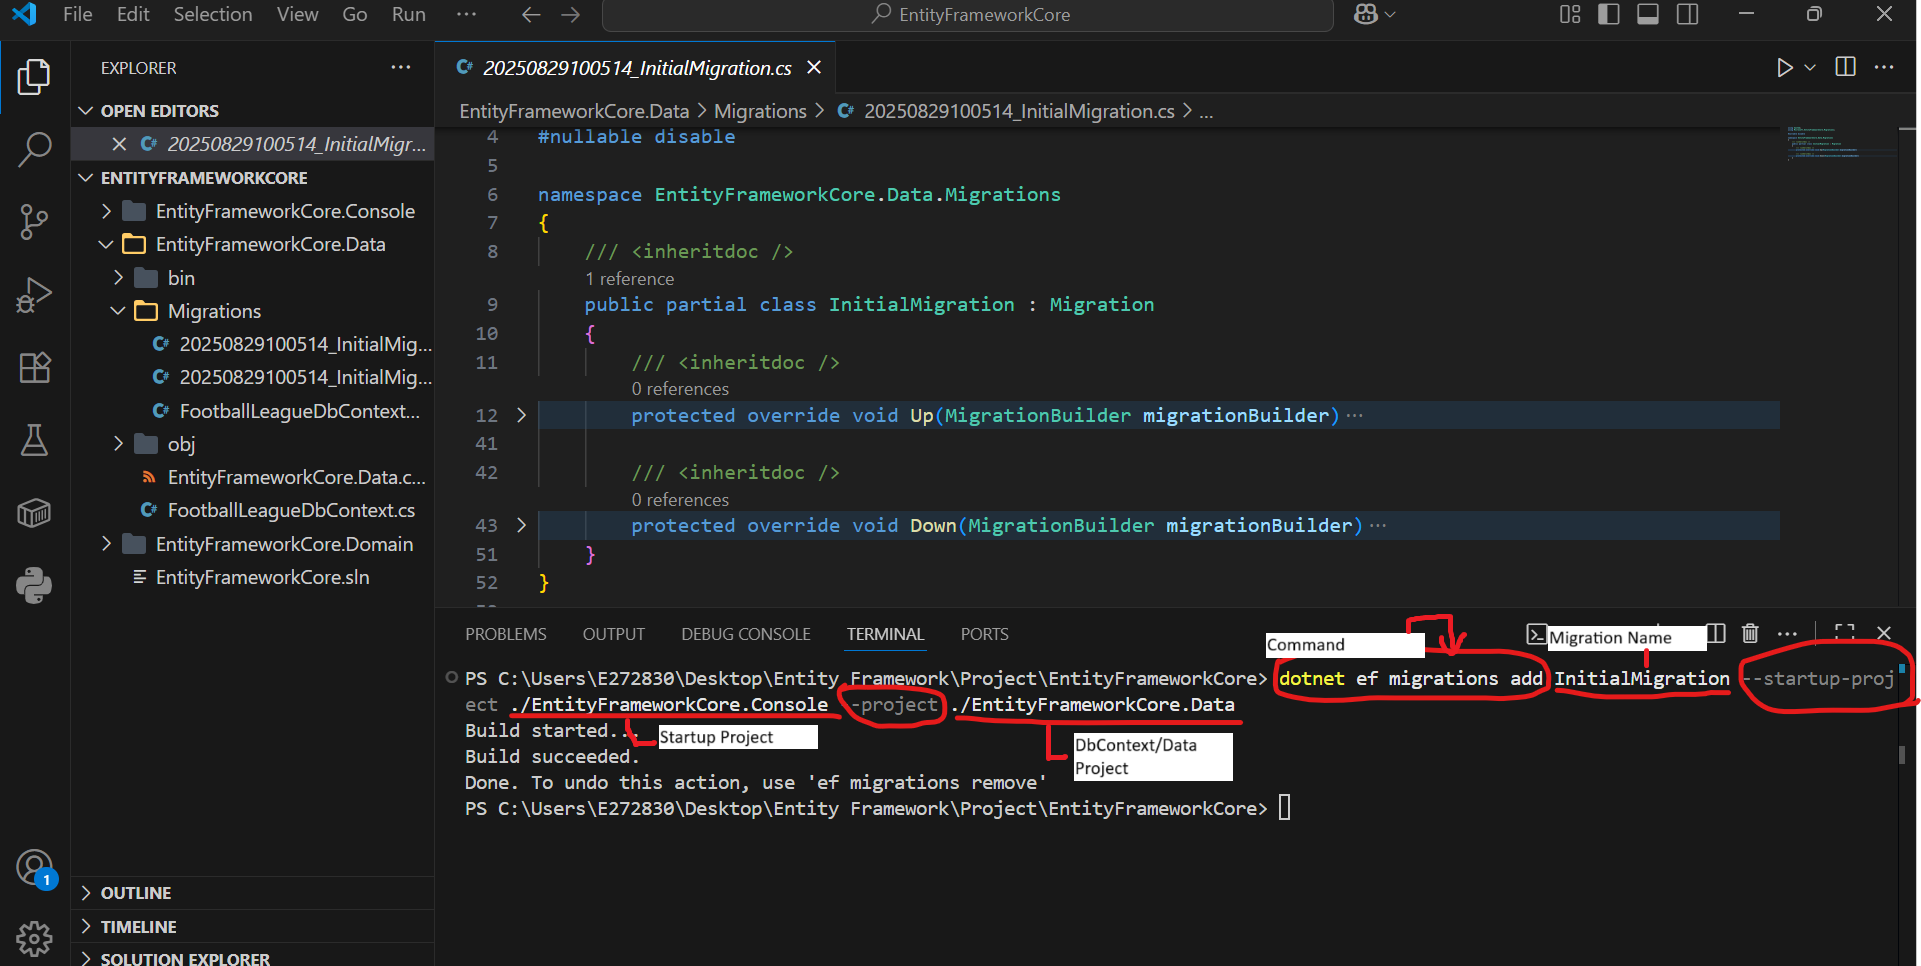 File Edit Selection View Go Run ··· EntityFrameworkCore
EXPLORER ···
OPEN EDITORS
20250829100514_InitialMigr...
ENTITYFRAMEWORKCORE
EntityFrameworkCore.Console
EntityFrameworkCore.Data
bin
Migrations
20250829100514_InitialMig...
20250829100514_InitialMig...
FootballLeagueDbContext...
obj
EntityFrameworkCore.Data.c...
FootballLeagueDbContext.cs
EntityFrameworkCore.Domain
EntityFrameworkCore.sln
1
OUTLINE
TIMELINE
SOLUTION EXPLORER
C# 20250829100514_InitialMigration.cs
EntityFrameworkCore.Data > Migrations > C# 20250829100514_InitialMigration.cs > ...
4 #nullable disable
5
6 namespace EntityFrameworkCore.Data.Migrations
7 {
8 /// <inheritdoc />
1 reference
9 public partial class InitialMigration : Migration
10 {
11 /// <inheritdoc />
0 references
12 protected override void Up(MigrationBuilder migrationBuilder) ···
41
42 /// <inheritdoc />
0 references
43 protected override void Down(MigrationBuilder migrationBuilder) ···
51 }
52 }
PROBLEMS OUTPUT DEBUG CONSOLE TERMINAL PORTS
Command
Migration Name
PS C:\Users\E272830\Desktop\Entity Framework\Project\EntityFrameworkCore> dotnet ef migrations add InitialMigration --startup-proj
ect ./EntityFrameworkCore.Console -project ./EntityFrameworkCore.Data
Build started...
Startup Project
DbContext/Data
Project
Build succeeded.
Done. To undo this action, use 'ef migrations remove'
PS C:\Users\E272830\Desktop\Entity Framework\Project\EntityFrameworkCore>